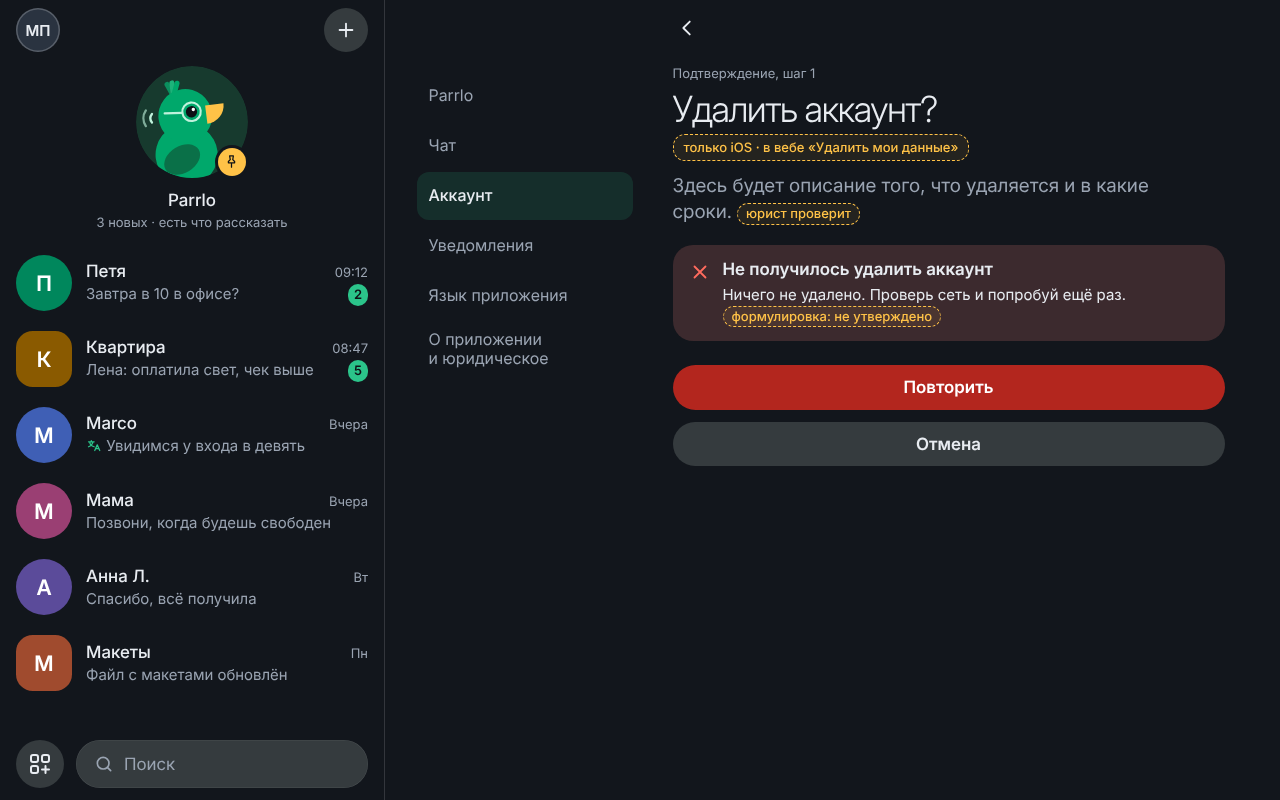 МП
Parrlo
3 новых · есть что рассказать
П
Петя
09:12
Завтра в 10 в офисе?
2
К
Квартира
08:47
Лена: оплатила свет, чек выше
5
M
Marco
Вчера
Увидимся у входа в девять
М
Мама
Вчера
Позвони, когда будешь свободен
А
Анна Л.
Вт
Спасибо, всё получила
М
Макеты
Пн
Файл с макетами обновлён
Поиск
Parrlo
Чат
Аккаунт
Уведомления
Язык приложения
О приложении
и юридическое
Подтверждение, шаг 1
Удалить аккаунт?
только iOS · в вебе «Удалить мои данные»
Здесь будет описание того, что удаляется и в какие
сроки. юрист проверит
Не получилось удалить аккаунт
Ничего не удалено. Проверь сеть и попробуй ещё раз.
формулировка: не утверждено
Повторить
Отмена